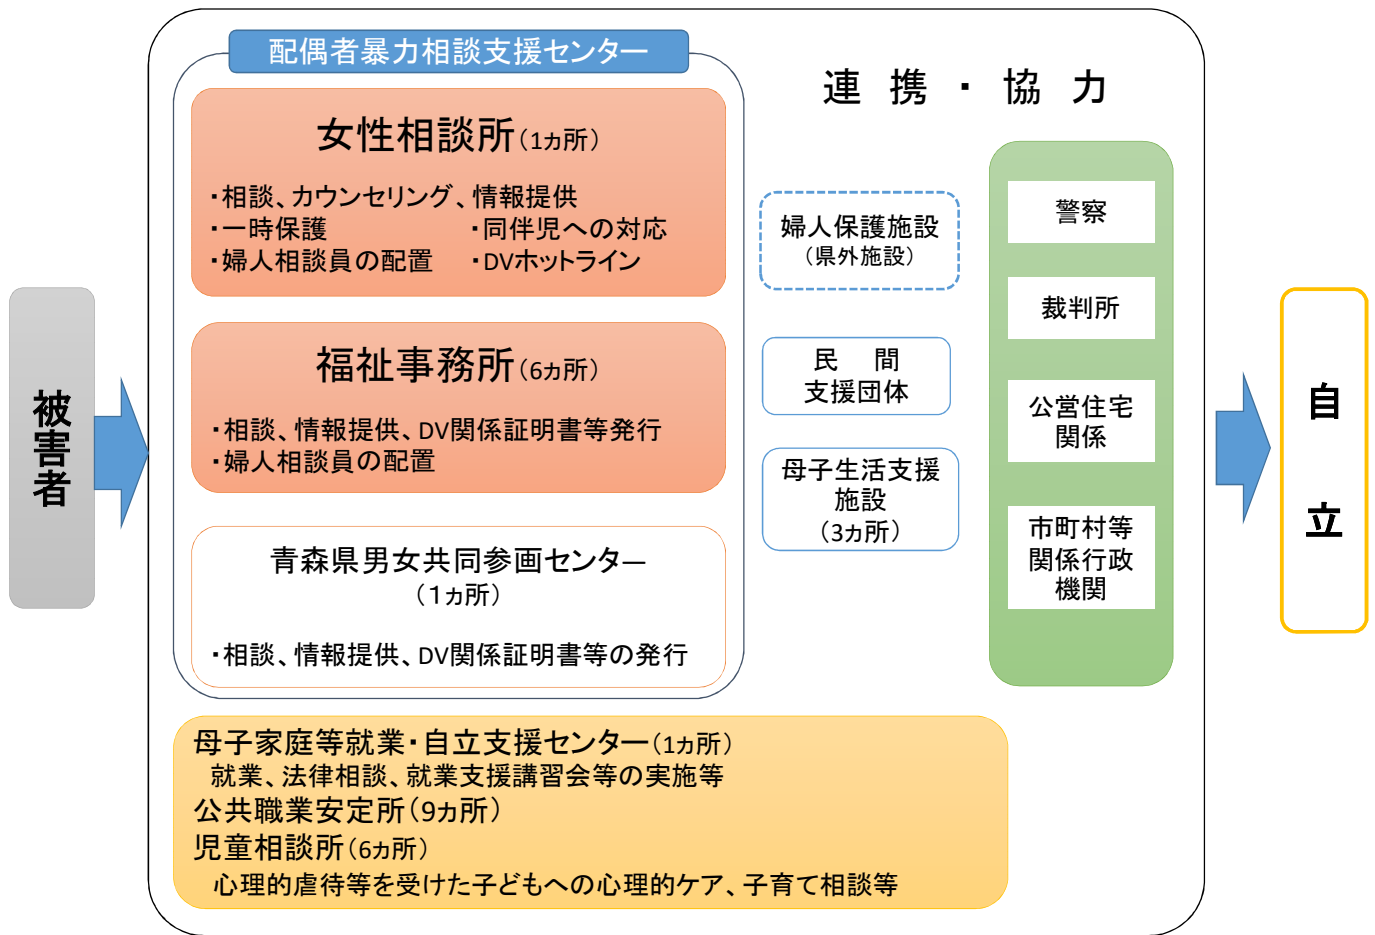 配偶者暴力相談支援センター
連 携 ・ 協 力
女性相談所(1ヵ所)
・相談、カウンセリング、情報提供
・一時保護 ・同伴児への対応
・婦人相談員の配置 ・DVホットライン
福祉事務所(6ヵ所)
・相談、情報提供、DV関係証明書等発行
・婦人相談員の配置
青森県男女共同参画センター
(1ヵ所)
・相談、情報提供、DV関係証明書等の発行
婦人保護施設
(県外施設)
民 間
支援団体
母子生活支援
施設
(3ヵ所)
警察
裁判所
公営住宅
関係
市町村等
関係行政
機関
被害者
自立
母子家庭等就業・自立支援センター(1ヵ所)
就業、法律相談、就業支援講習会等の実施等
公共職業安定所(9ヵ所)
児童相談所(6ヵ所)
心理的虐待等を受けた子どもへの心理的ケア、子育て相談等